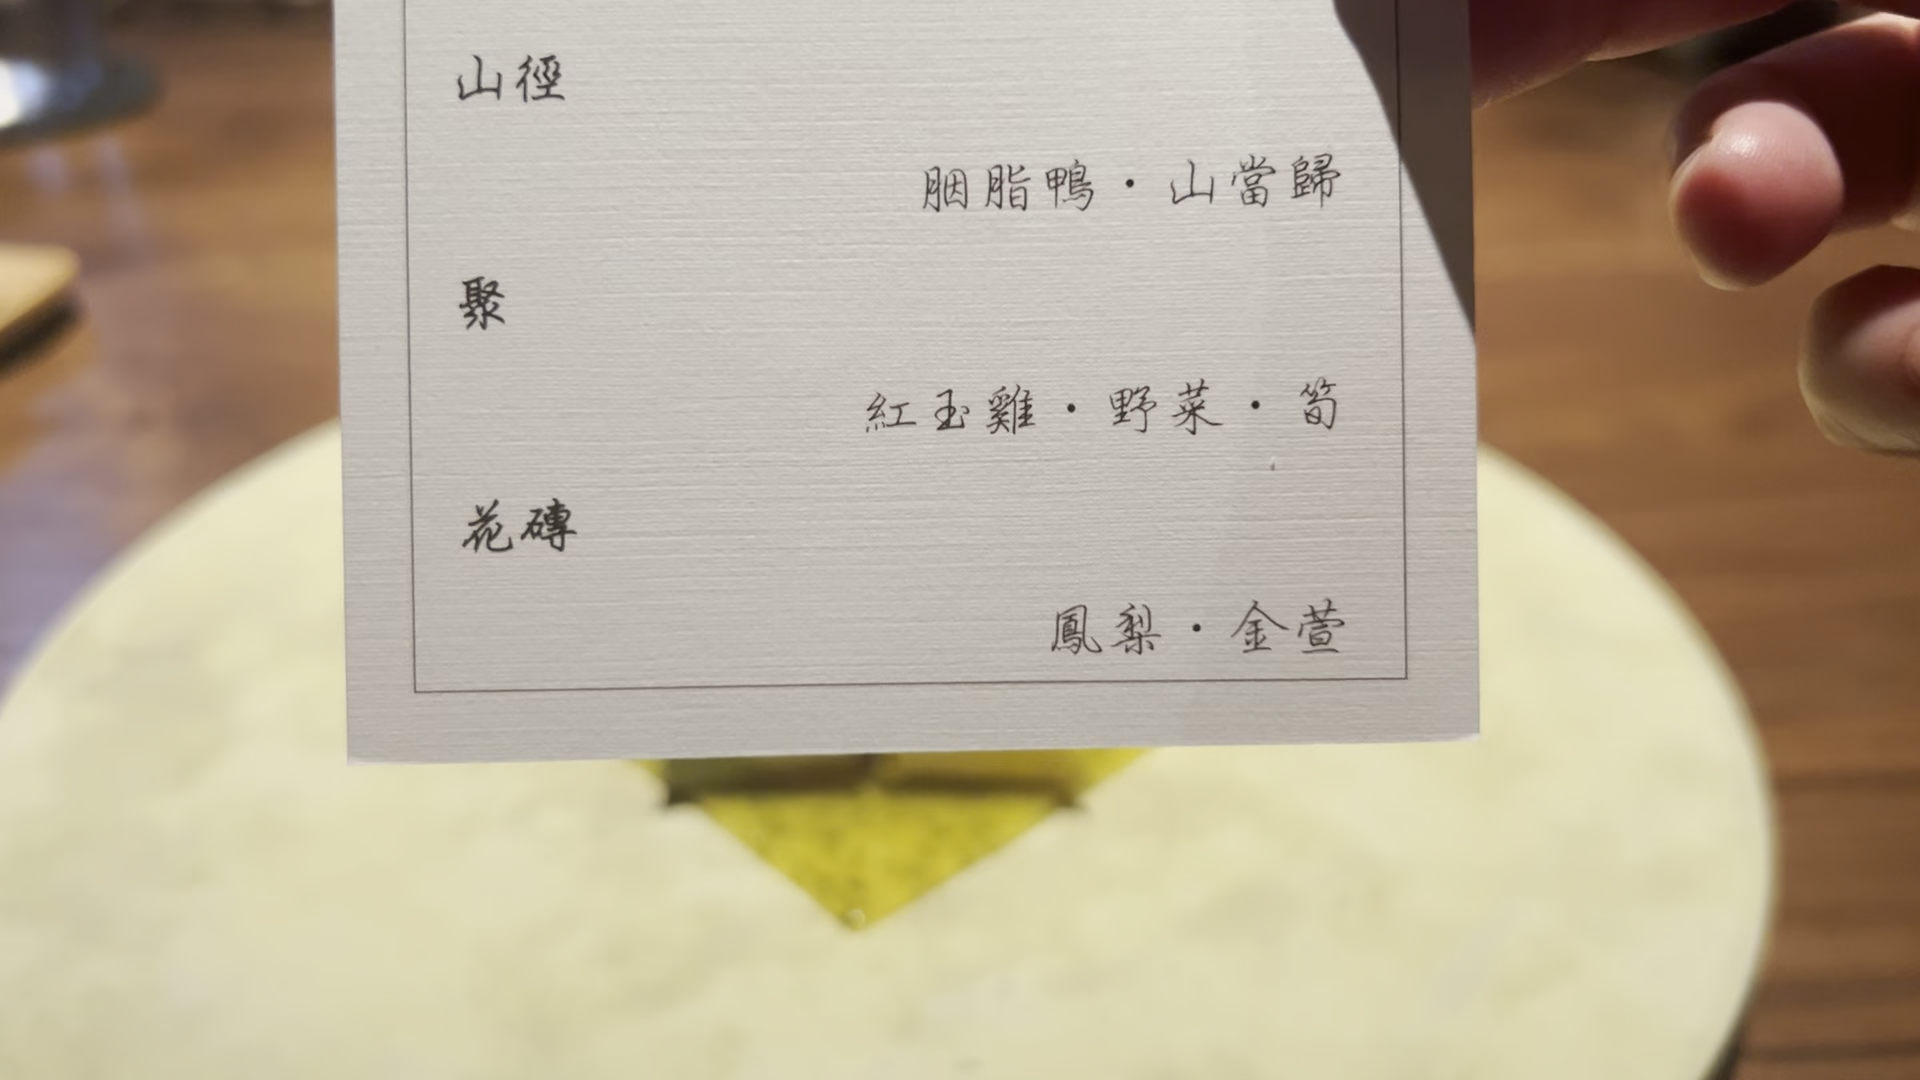 山徑
胭脂鴨・山當歸
聚
紅玉雞・野菜・筍
花磚
鳳梨・金萱